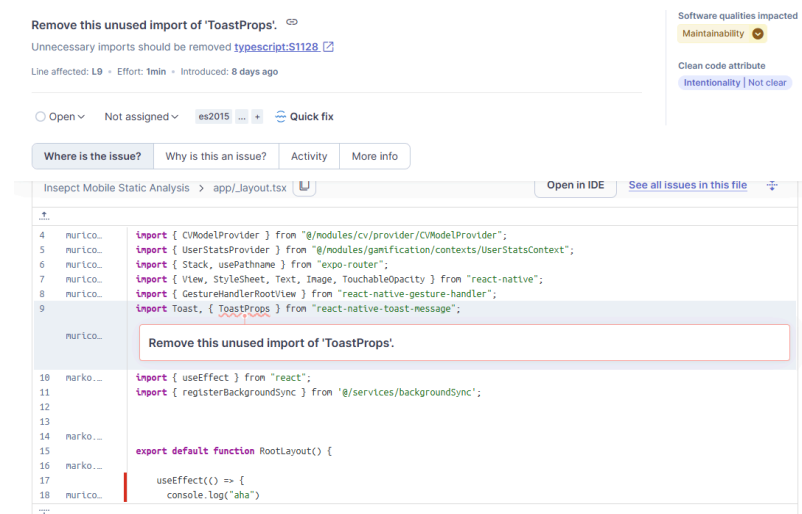 Remove this unused import of 'ToastProps'.
Unnecessary imports should be removed typescript:S1128
Line affected: L9 • Effort: 1min • Introduced: 8 days ago
Software qualities impacted
Maintainability
Clean code attribute
Intentionality | Not clear
Open Not assigned es2015 ... + Quick fix
Where is the issue? Why is this an issue? Activity More info
Insepct Mobile Static Analysis > app/_layout.tsx Open in IDE See all issues in this file
4 murico… import { CVModelProvider } from "@/modules/cv/provider/CVModelProvider";
5 murico… import { UserStatsProvider } from "@/modules/gamification/contexts/UserStatsContext";
6 murico… import { Stack, usePathname } from "expo-router";
7 murico… import { View, StyleSheet, Text, Image, TouchableOpacity } from "react-native";
8 murico… import { GestureHandlerRootView } from "react-native-gesture-handler";
9 import Toast, { ToastProps } from "react-native-toast-message";
murico… Remove this unused import of 'ToastProps'.
10 marko.… import { useEffect } from "react";
11 import { registerBackgroundSync } from '@/services/backgroundSync';
12
13
14 marko.…
15 export default function RootLayout() {
16 marko.…
17 useEffect(() => {
18 murico… console.log("aha")